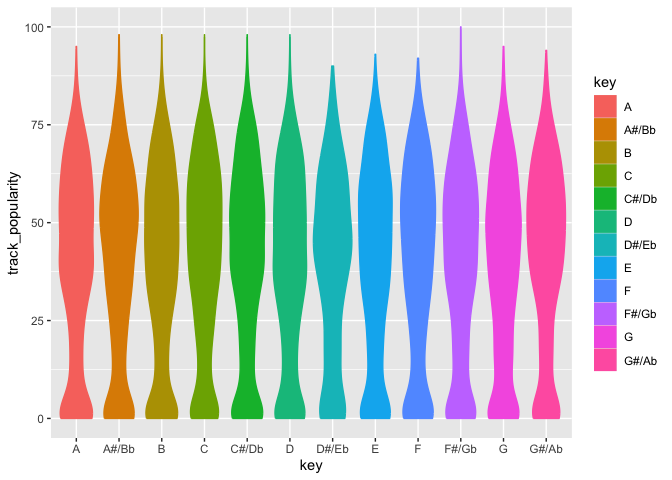 track_popularity
100
75
50
25
0
A A#/Bb B C C#/Db D D#/Eb E F F#/Gb G G#/Ab
key
key
A
A#/Bb
B
C
C#/Db
D
D#/Eb
E
F
F#/Gb
G
G#/Ab